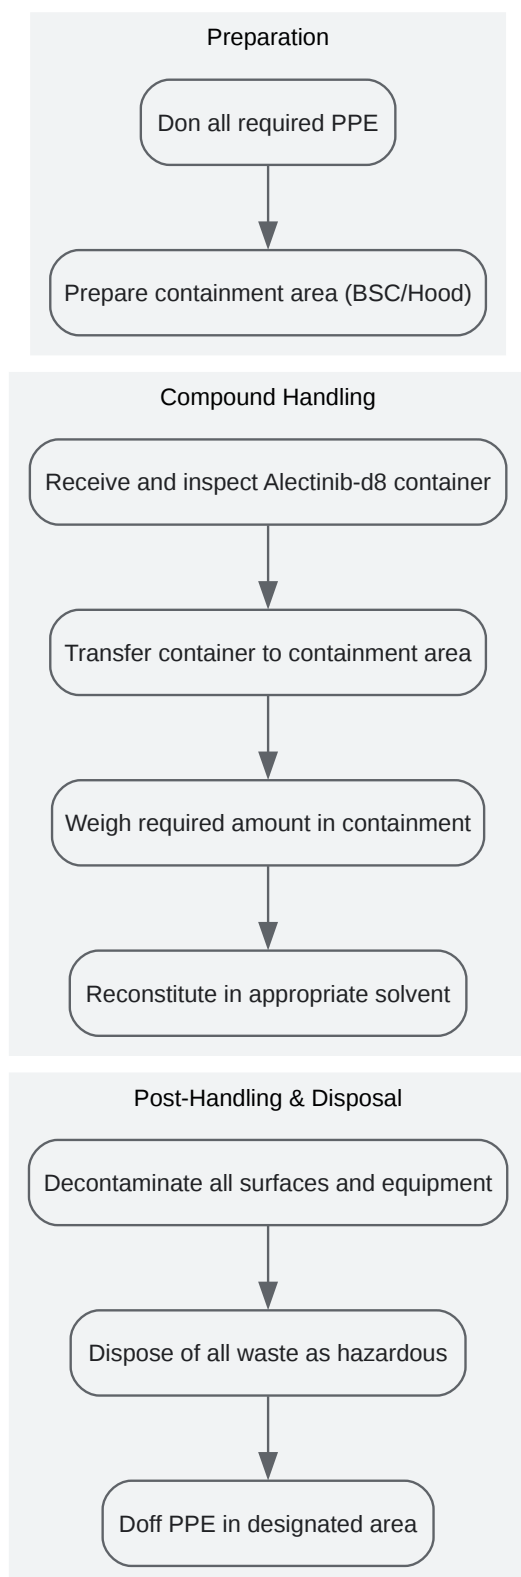 Preparation
Don all required PPE
Prepare containment area (BSC/Hood)
Compound Handling
Receive and inspect Alectinib-d8 container
Transfer container to containment area
Weigh required amount in containment
Reconstitute in appropriate solvent
Post-Handling & Disposal
Decontaminate all surfaces and equipment
Dispose of all waste as hazardous
Doff PPE in designated area